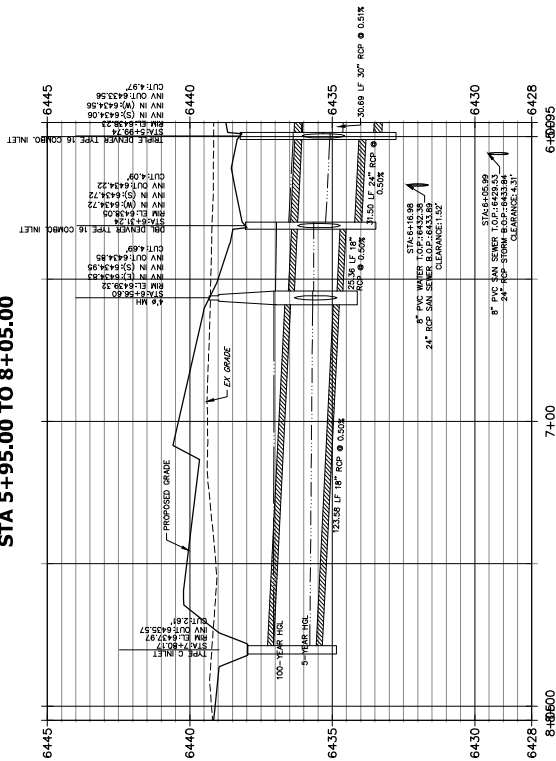 STA 5+95.00 TO 8+05.00
6445
6440
6435
6430
6428
TYPE C INLET
STA:7+80.17
RIM EL:6437.97
INV OUT:6435.57
CUT:2.61'
4'ø MH
STA:6+56.60
RIM EL:6439.32
INV IN (E):6434.83
INV IN (S):6434.95
INV OUT:6434.85
CUT:4.69'
DBL DENVER TYPE 16 COMBO. INLET
STA:6+31.24
RIM EL:6438.05
INV IN (W):6434.72
INV IN (S):6434.72
INV OUT:6434.22
CUT:4.09'
TRIPLE DENVER TYPE 16 COMBO. INLET
STA:5+99.74
RIM EL:6438.23
INV IN (S):6434.06
INV IN (W):6434.56
INV OUT:6433.56
CUT:4.97'
PROPOSED GRADE
EX GRADE
100-YEAR HGL
5-YEAR HGL
123.58 LF 18" RCP @ 0.50%
25.36 LF 18"
RCP @ 0.50%
31.50 LF 24" RCP @
0.50%
30.69 LF 30" RCP @ 0.51%
STA:6+16.98
8" PVC WATER T.O.P.:6432.38
24" RCP SAN. SEWER B.O.P.:6433.89
CLEARANCE:1.52'
STA:6+05.99
8" PVC SAN SEWER T.O.P.:6429.53
24" RCP STORM B.O.P.:6433.84
CLEARANCE:4.31'
6445
6440
6435
6430
6428
7+00